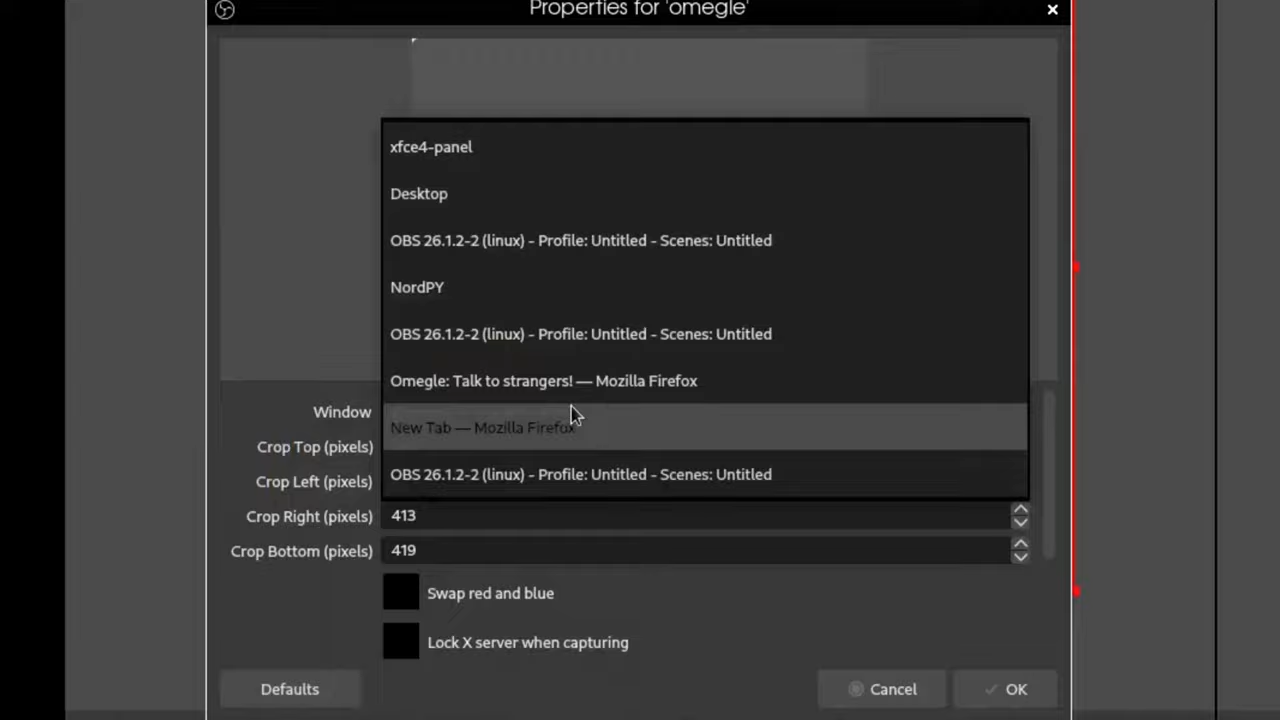 Properties for 'omegle'
xfce4-panel
Desktop
OBS 26.1.2-2 (linux) - Profile: Untitled - Scenes: Untitled
NordPY
OBS 26.1.2-2 (linux) - Profile: Untitled - Scenes: Untitled
Omegle: Talk to strangers! — Mozilla Firefox
Window
New Tab — Mozilla Firefox
Crop Top (pixels)
OBS 26.1.2-2 (linux) - Profile: Untitled - Scenes: Untitled
Crop Left (pixels)
Crop Right (pixels) 413
Crop Bottom (pixels) 419
Swap red and blue
Lock X server when capturing
Defaults Cancel OK